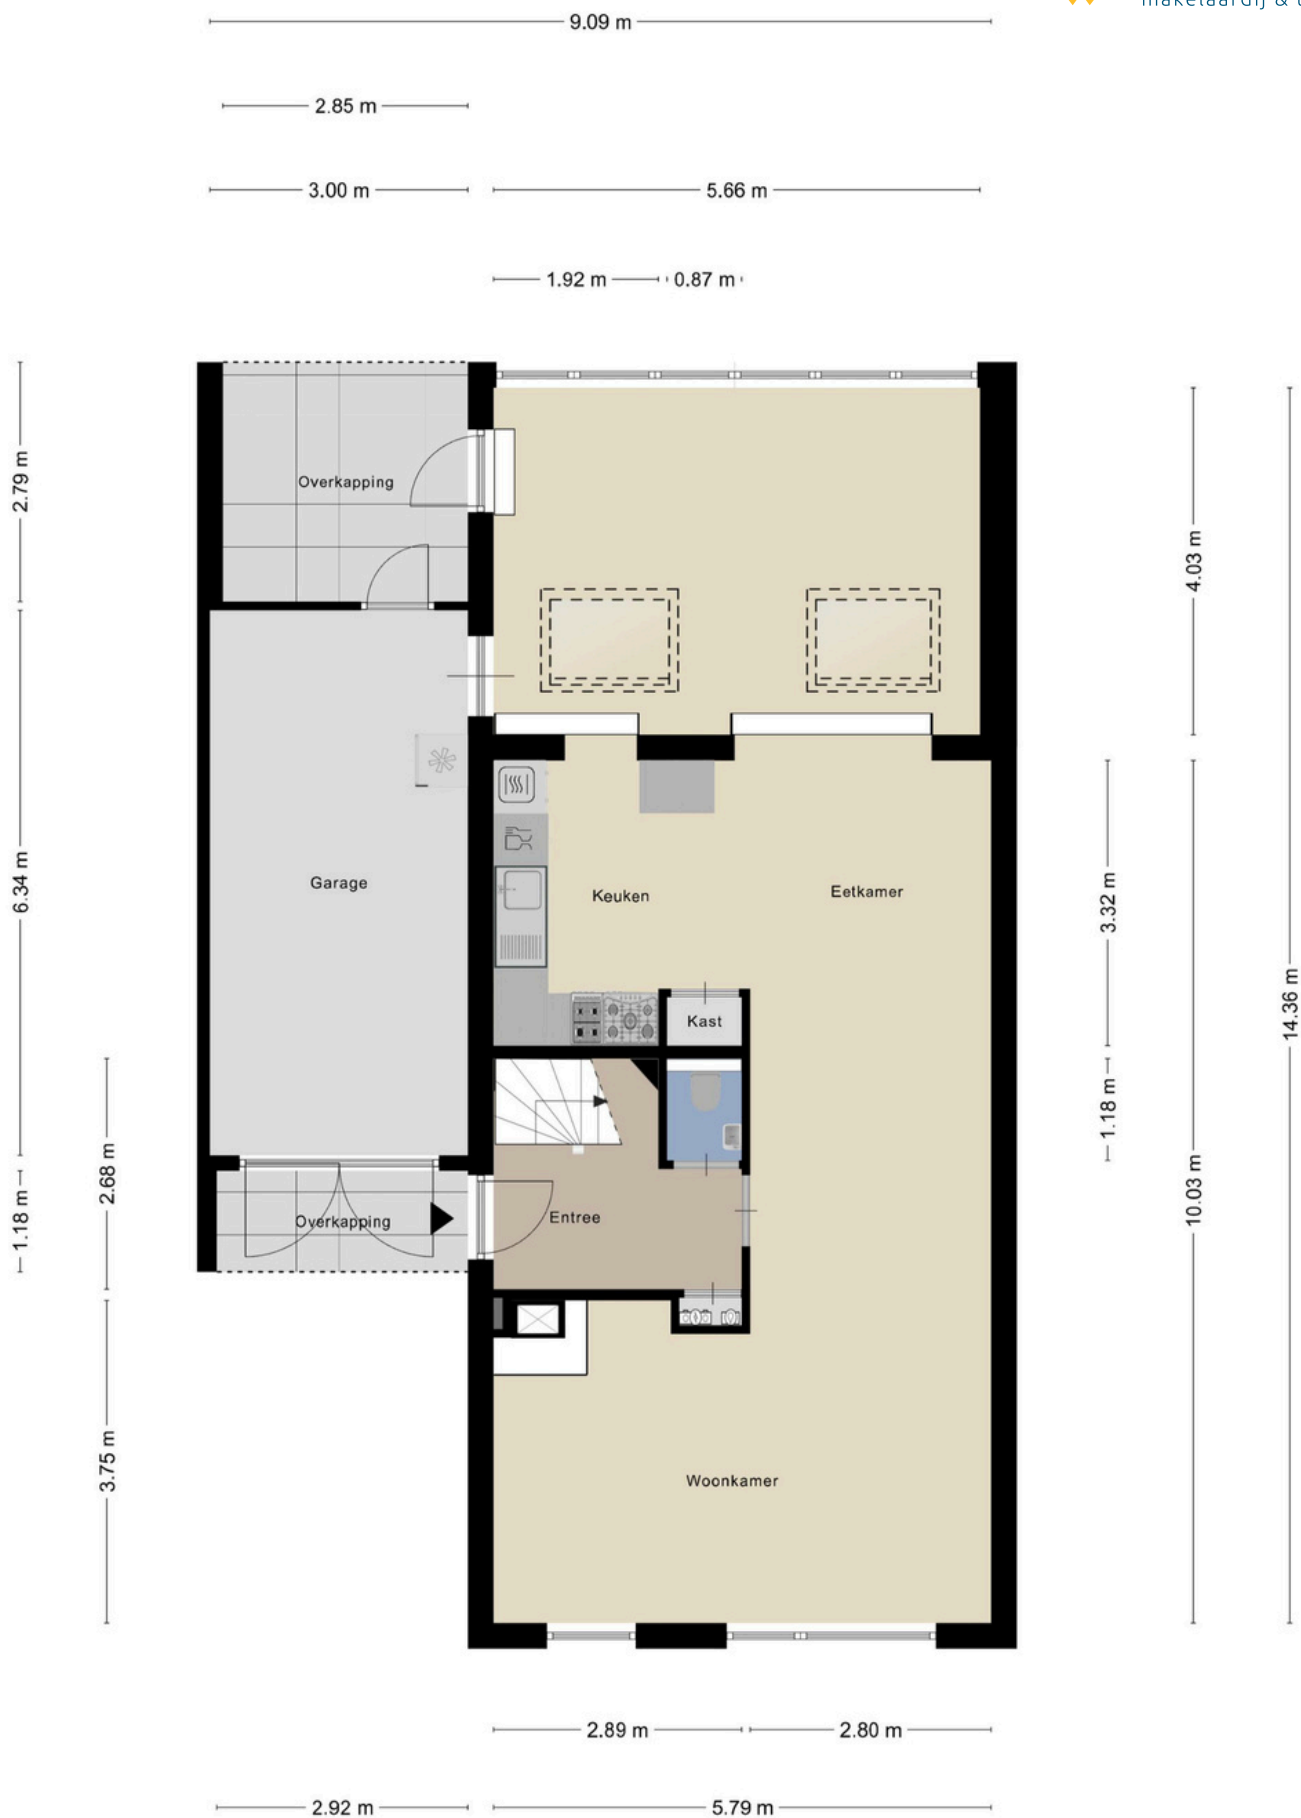 makelaardij &
9.09 m
2.85 m
3.00 m
5.66 m
1.92 m
0.87 m
2.79 m
Overkapping
4.03 m
6.34 m
Garage
Keuken
Eetkamer
3.32 m
14.36 m
Kast
1.18 m
2.68 m
1.18 m
Overkapping
Entree
10.03 m
3.75 m
Woonkamer
2.89 m
2.80 m
2.92 m
5.79 m